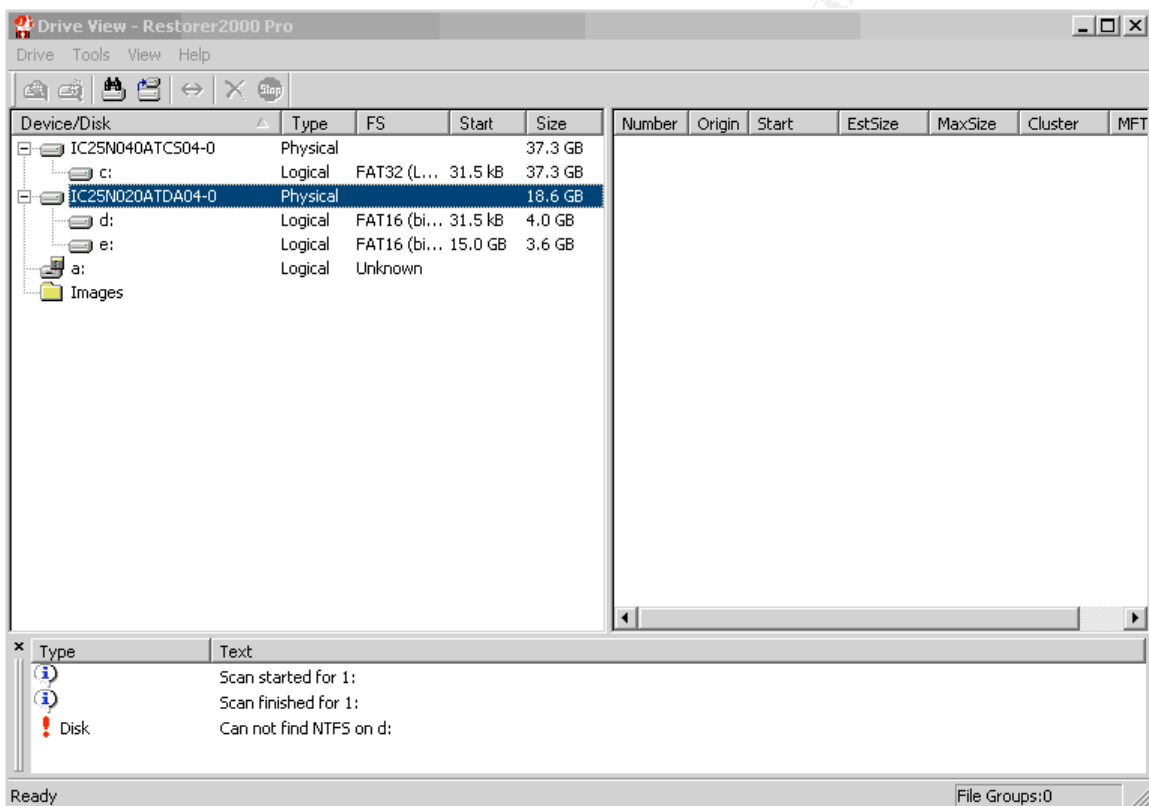 Drive View - Restorer2000 Pro
Drive Tools View Help
Stop
Device/Disk Type FS Start Size Number Origin Start EstSize MaxSize Cluster MFT
IC25N040ATCS04-0 Physical 37.3 GB
c: Logical FAT32 (L... 31.5 kB 37.3 GB
IC25N020ATDA04-0 Physical 18.6 GB
d: Logical FAT16 (bi... 31.5 kB 4.0 GB
e: Logical FAT16 (bi... 15.0 GB 3.6 GB
a: Logical Unknown
Images
Type Text
Scan started for 1:
Scan finished for 1:
Disk Can not find NTFS on d:
Ready File Groups:0